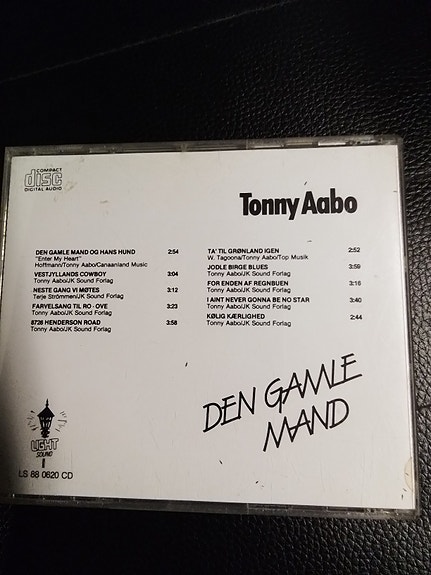 COMPACT
disc
DIGITAL AUDIO
Tonny Aabo
DEN GAMLE MAND OG HANS HUND 2:54
"Enter My Heart"
Hoffmann/Tonny Aabo/Canaanland Music
VESTJYLLANDS COWBOY 3:04
Tonny Aabo/JK Sound Forlag
NESTE GANG VI MØTES 3:12
Terje Strömmen/JK Sound Forlag
FARVELSANG TIL RO - OVE 3:23
Tonny Aabo/JK Sound Forlag
8728 HENDERSON ROAD 3:58
Tonny Aabo/JK Sound Forlag
TA' TIL GRØNLAND IGEN 2:52
W. Tagoona/Tonny Aabo/Top Musik
JODLE BIRGE BLUES 3:59
Tonny Aabo/JK Sound Forlag
FOR ENDEN AF REGNBUEN 3:16
Tonny Aabo/JK Sound Forlag
I AINT NEVER GONNA BE NO STAR 3:40
Tonny Aabo/JK Sound Forlag
KØLIG KÆRLIGHED 2:44
Tonny Aabo/JK Sound Forlag
DEN GAMLE
MAND
LIGHT
SOUND
LS 88 0620 CD